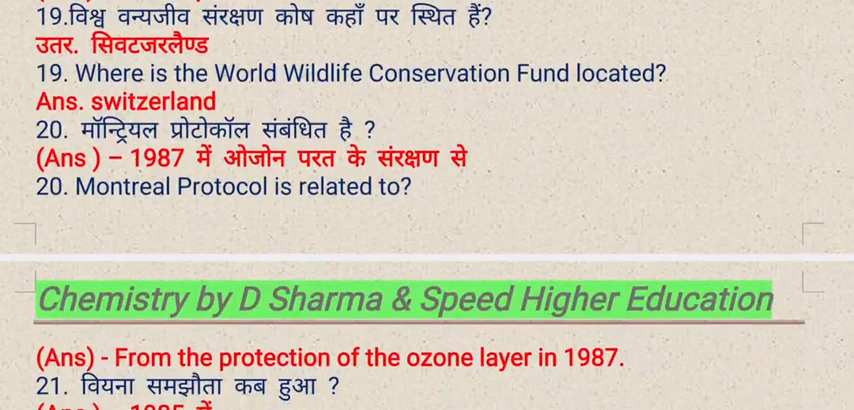 19.विश्व वन्यजीव संरक्षण कोष कहाँ पर स्थित हैं?
उतर. सिवटजरलैण्ड
19. Where is the World Wildlife Conservation Fund located?
Ans. switzerland
20. मॉन्ट्रियल प्रोटोकॉल संबंधित है ?
(Ans ) – 1987 में ओजोन परत के संरक्षण से
20. Montreal Protocol is related to?
Chemistry by D Sharma & Speed Higher Education
(Ans) - From the protection of the ozone layer in 1987.
21. वियना समझौता कब हुआ ?
(Ans ) – 1985 में